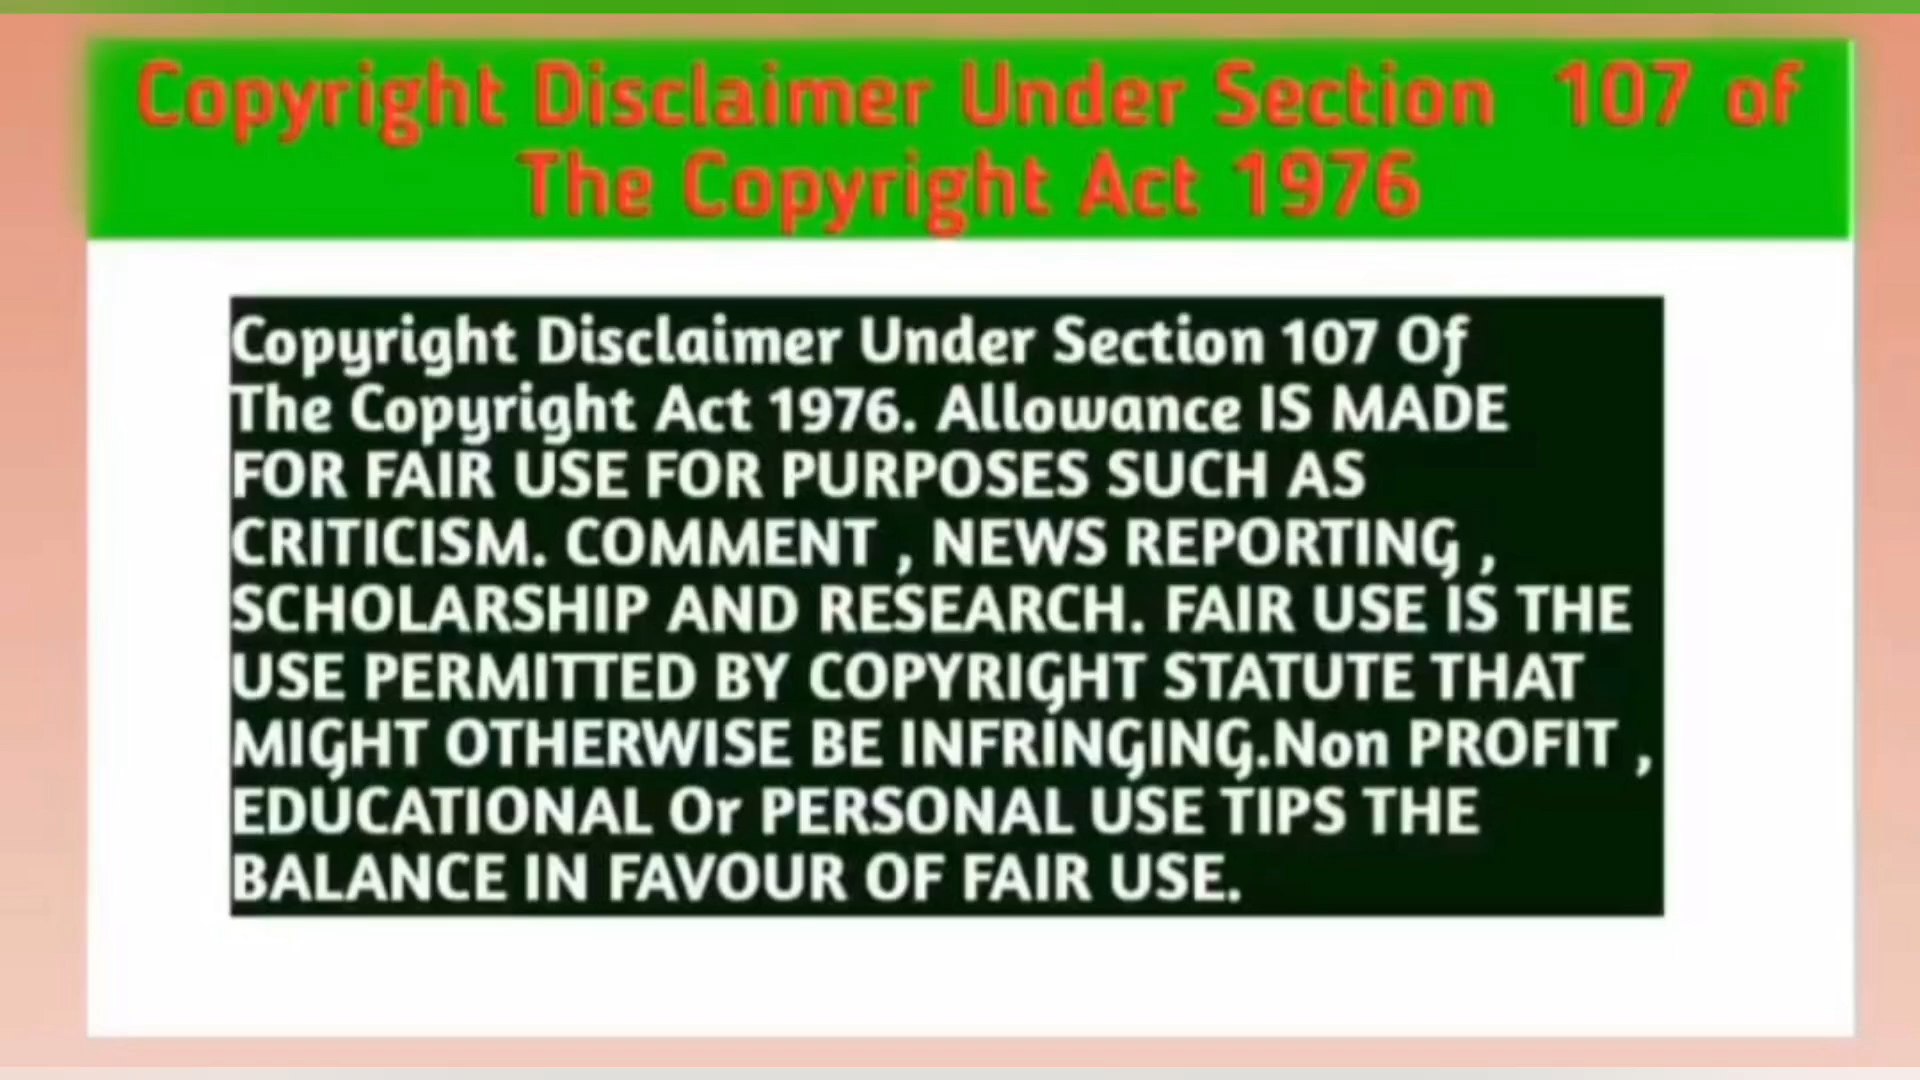 Copyright Disclaimer Under Section 107 of
The Copyright Act 1976
Copyright Disclaimer Under Section 107 Of
The Copyright Act 1976. Allowance IS MADE
FOR FAIR USE FOR PURPOSES SUCH AS
CRITICISM. COMMENT , NEWS REPORTING ,
SCHOLARSHIP AND RESEARCH. FAIR USE IS THE
USE PERMITTED BY COPYRIGHT STATUTE THAT
MIGHT OTHERWISE BE INFRINGING.Non PROFIT ,
EDUCATIONAL Or PERSONAL USE TIPS THE
BALANCE IN FAVOUR OF FAIR USE.